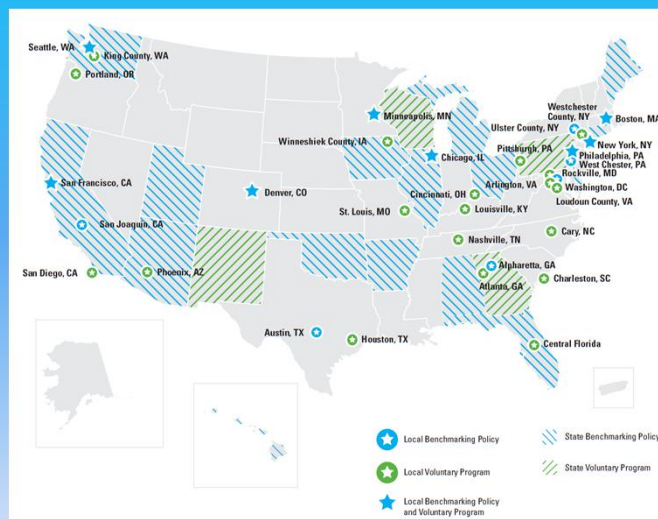 Seattle, WA
King County, WA
Portland, OR
Minneapolis, MN
Winneshiek County, IA
Chicago, IL
Westchester
County, NY
Boston, MA
Ulster County, NY
New York, NY
Pittsburgh, PA
Philadelphia, PA
West Chester, PA
Rockville, MD
Arlington, VA
Washington, DC
Loudoun County, VA
Cincinnati, OH
San Francisco, CA
Denver, CO
St. Louis, MO
Louisville, KY
San Joaquin, CA
Nashville, TN
Cary, NC
San Diego, CA
Phoenix, AZ
Alpharetta, GA
Atlanta, GA
Charleston, SC
Austin, TX
Houston, TX
Central Florida
Local Benchmarking Policy
State Benchmarking Policy
Local Voluntary Program
State Voluntary Program
Local Benchmarking Policy
and Voluntary Program